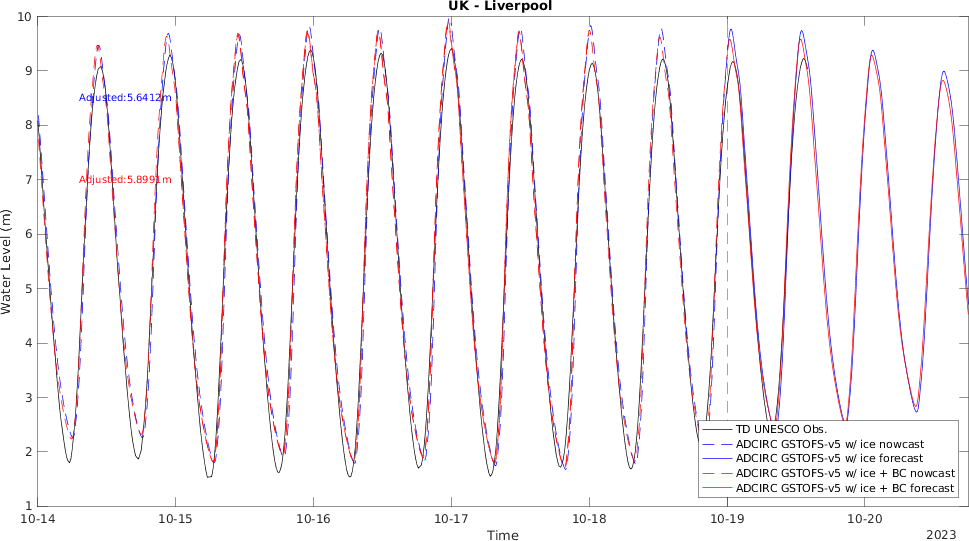 UK - Liverpool
10
9
Adjusted:5.6412m
8
7
Adjusted:5.8991m
6
5
4
3
2
1
Water Level (m)
TD UNESCO Obs.
ADCIRC GSTOFS-v5 w/ ice nowcast
ADCIRC GSTOFS-v5 w/ ice forecast
ADCIRC GSTOFS-v5 w/ ice + BC nowcast
ADCIRC GSTOFS-v5 w/ ice + BC forecast
10-14 10-15 10-16 10-17 10-18 10-19 10-20
Time
2023